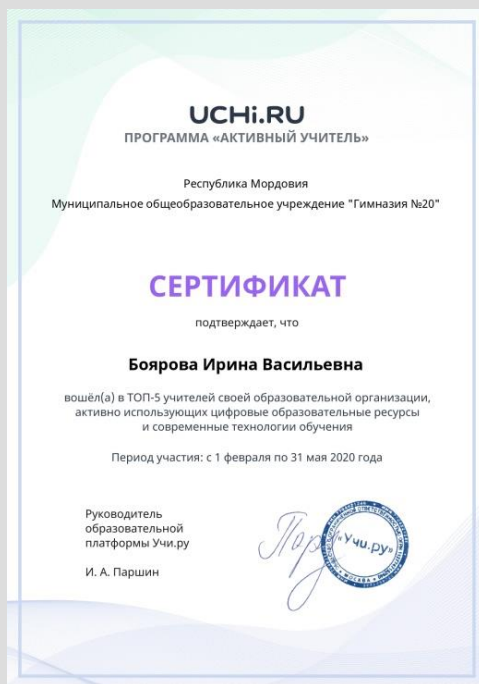 UCHi.RU
ПРОГРАММА «АКТИВНЫЙ УЧИТЕЛЬ»
Республика Мордовия
Муниципальное общеобразовательное учреждение "Гимназия №20"
СЕРТИФИКАТ
подтверждает, что
Боярова Ирина Васильевна
вошёл(а) в ТОП-5 учителей своей образовательной организации,
активно использующих цифровые образовательные ресурсы
и современные технологии обучения
Период участия: с 1 февраля по 31 мая 2020 года
Руководитель
образовательной
платформы Учи.ру
И. А. Паршин
«Учи.ру»
МОСКВА